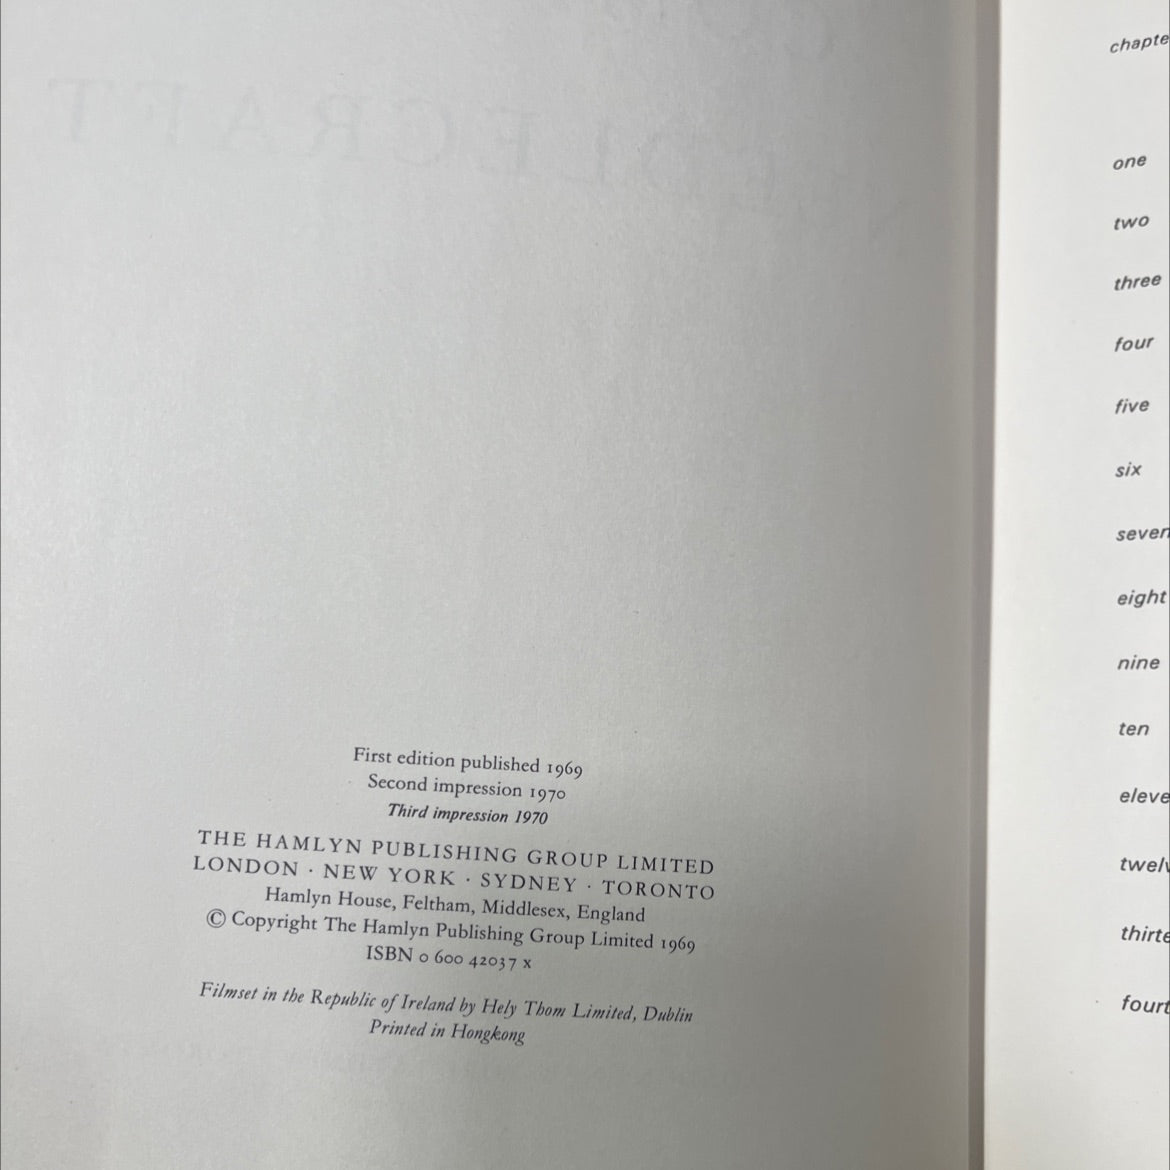 First edition published 1969
Second impression 1970
Third impression 1970
THE HAMLYN PUBLISHING GROUP LIMITED
LONDON · NEW YORK · SYDNEY · TORONTO
Hamlyn House, Feltham, Middlesex, England
© Copyright The Hamlyn Publishing Group Limited 1969
ISBN 0 600 42037 x
Filmset in the Republic of Ireland by Hely Thom Limited, Dublin
Printed in Hongkong
chapte
one
two
three
four
five
six
seven
eight
nine
ten
eleve
twelv
thirte
fourt